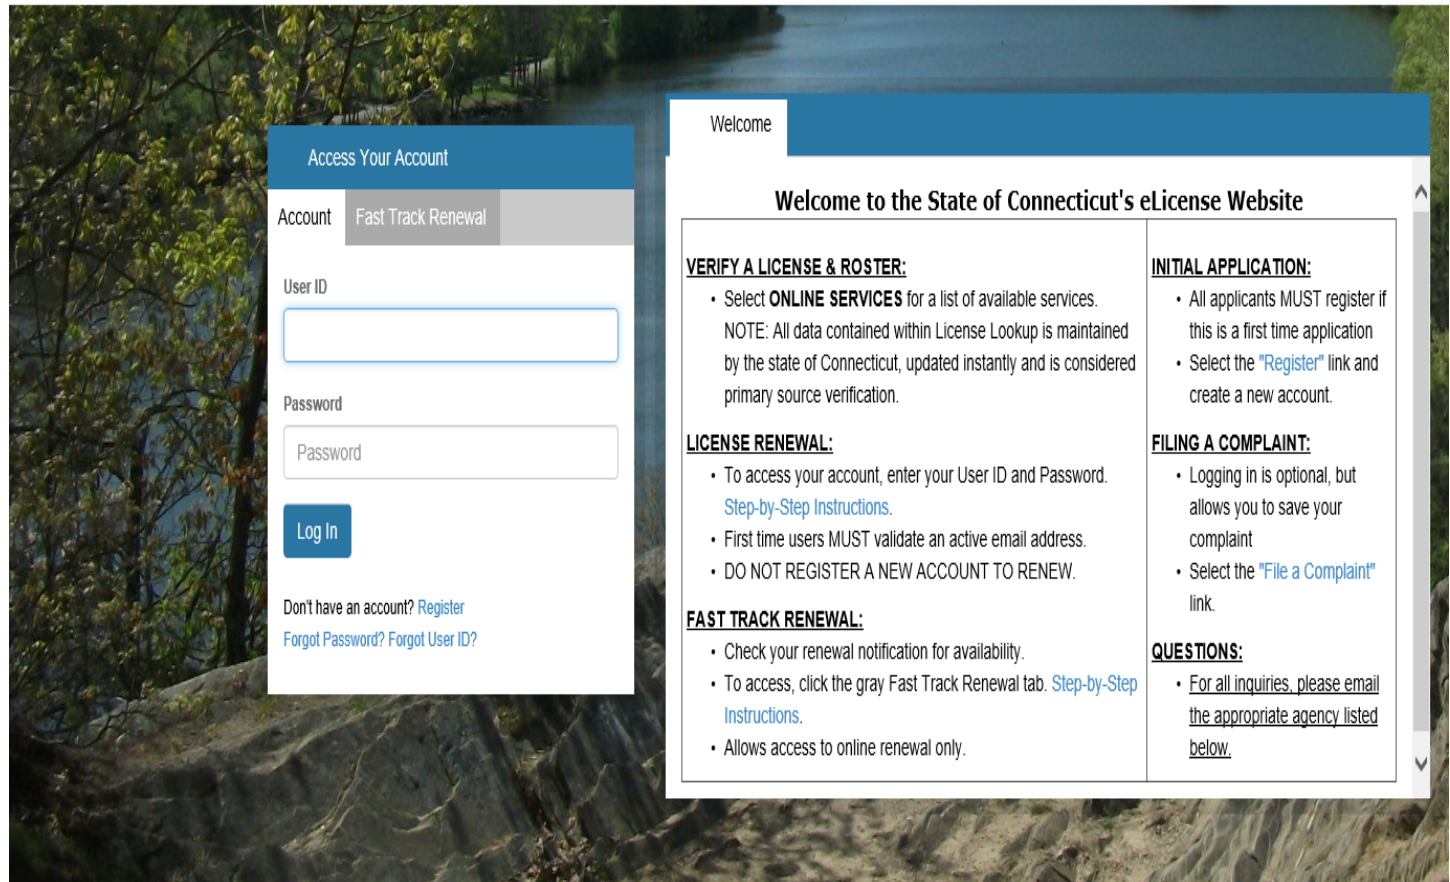 Access Your Account
Account
Fast Track Renewal
User ID
Password
Password
Log In
Don't have an account? Register
Forgot Password? Forgot User ID?
Welcome
Welcome to the State of Connecticut's eLicense Website
VERIFY A LICENSE & ROSTER:
• Select ONLINE SERVICES for a list of available services.
NOTE: All data contained within License Lookup is maintained
by the state of Connecticut, updated instantly and is considered
primary source verification.
LICENSE RENEWAL:
• To access your account, enter your User ID and Password.
Step-by-Step Instructions.
• First time users MUST validate an active email address.
• DO NOT REGISTER A NEW ACCOUNT TO RENEW.
FAST TRACK RENEWAL:
• Check your renewal notification for availability.
• To access, click the gray Fast Track Renewal tab. Step-by-Step
Instructions.
• Allows access to online renewal only.
INITIAL APPLICATION:
• All applicants MUST register if
this is a first time application
• Select the "Register" link and
create a new account.
FILING A COMPLAINT:
• Logging in is optional, but
allows you to save your
complaint
• Select the "File a Complaint"
link.
QUESTIONS:
• For all inquiries, please email
the appropriate agency listed
below.